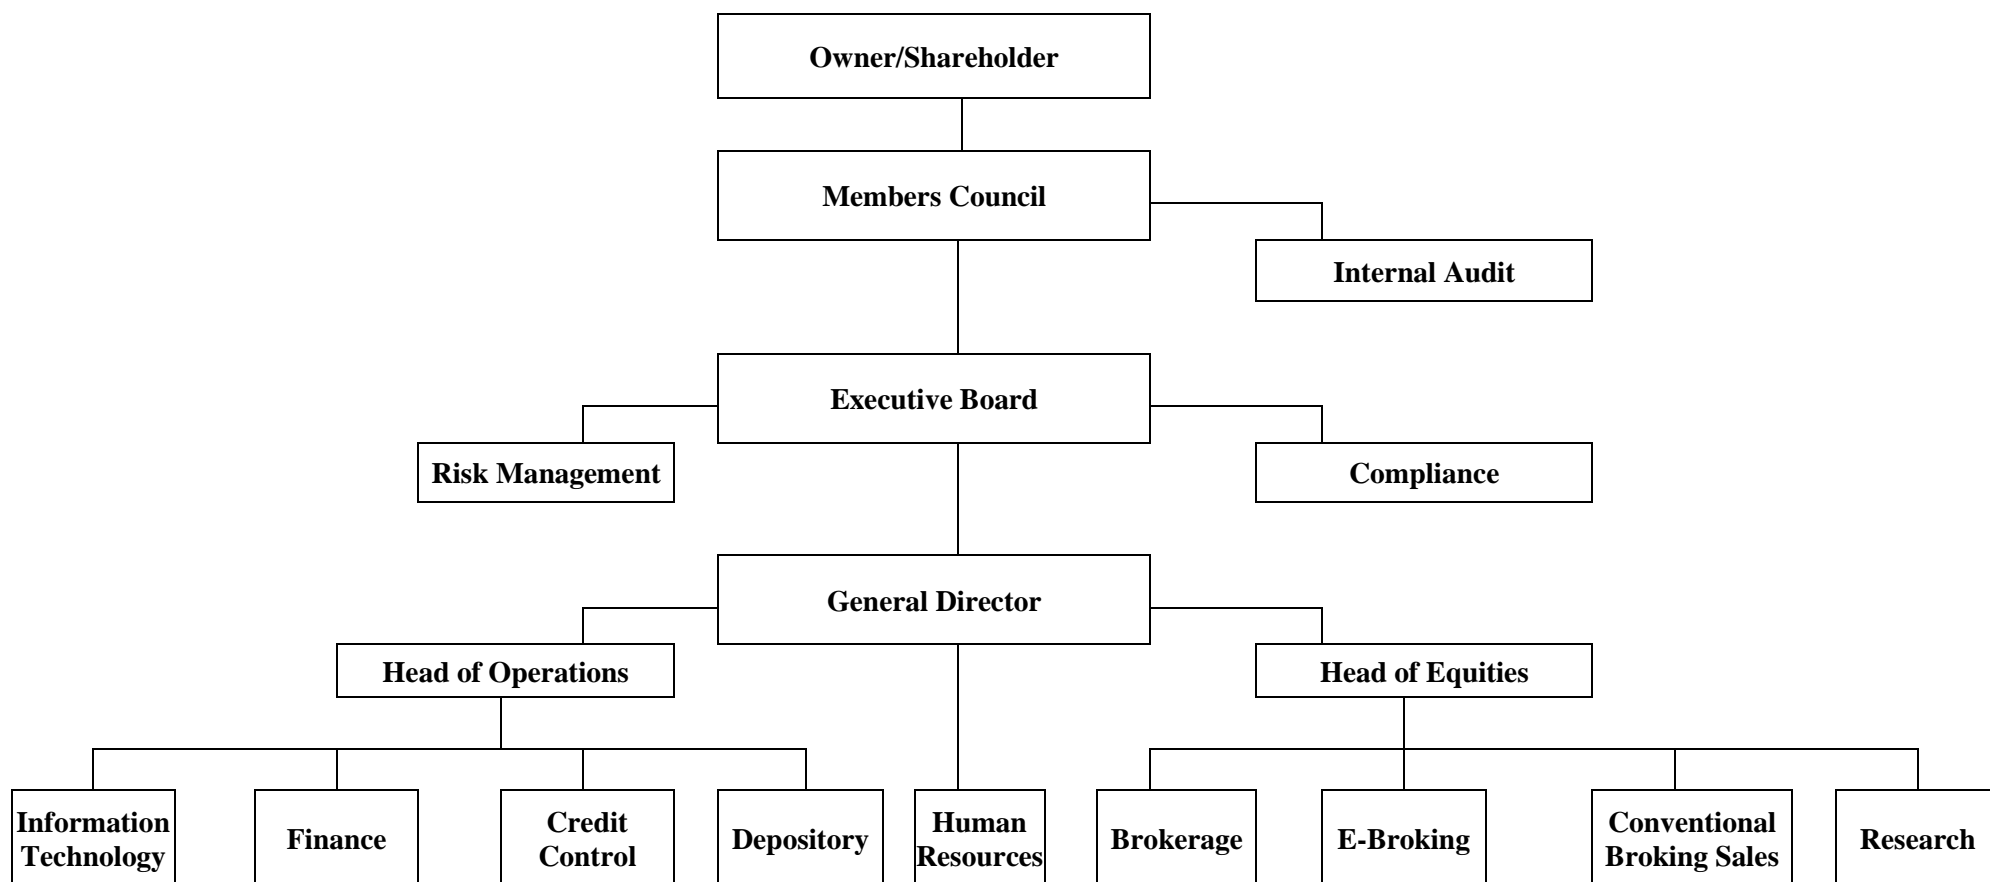 Owner/Shareholder
Members Council
Internal Audit
Executive Board
Risk Management
Compliance
General Director
Head of Operations
Head of Equities
Information
Technology
Finance
Credit
Control
Depository
Human
Resources
Brokerage
E-Broking
Conventional
Broking Sales
Research